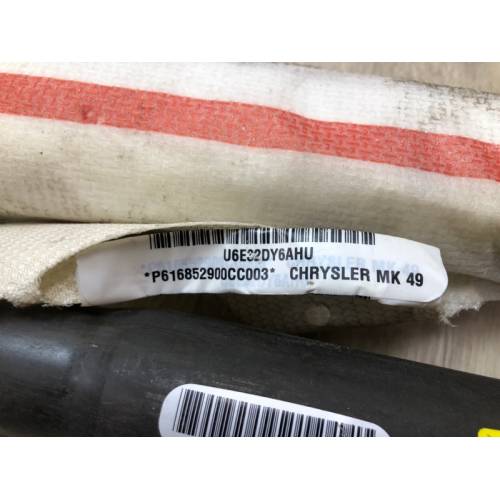 U6E32DY6AHU
*P616852900CC003* CHRYSLER MK 49